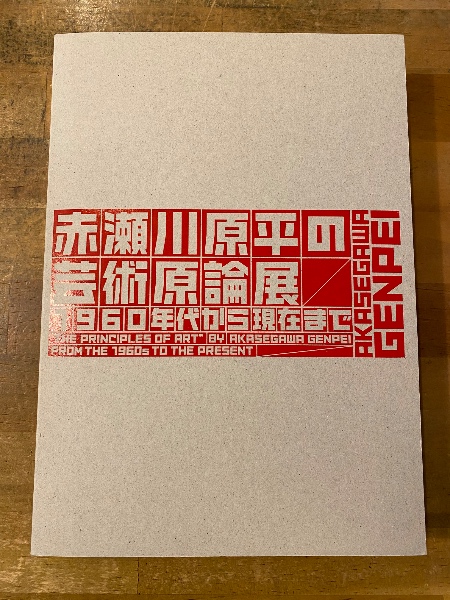 赤瀬川原平の
芸術原論展
1960年代から現在まで
"THE PRINCIPLES OF ART" BY AKASEGAWA GENPEI
FROM THE 1960s TO THE PRESENT
AKASEGAWA
GENPEI